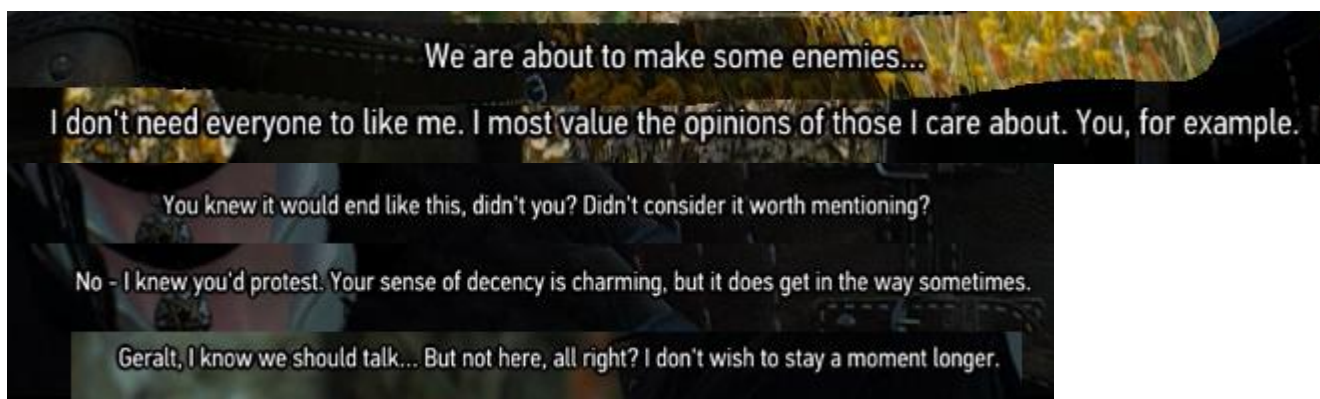 We are about to make some enemies...
I don't need everyone to like me. I most value the opinions of those I care about. You, for example.
You knew it would end like this, didn't you? Didn't consider it worth mentioning?
No - I knew you'd protest. Your sense of decency is charming, but it does get in the way sometimes.
Geralt, I know we should talk... But not here, all right? I don't wish to stay a moment longer.